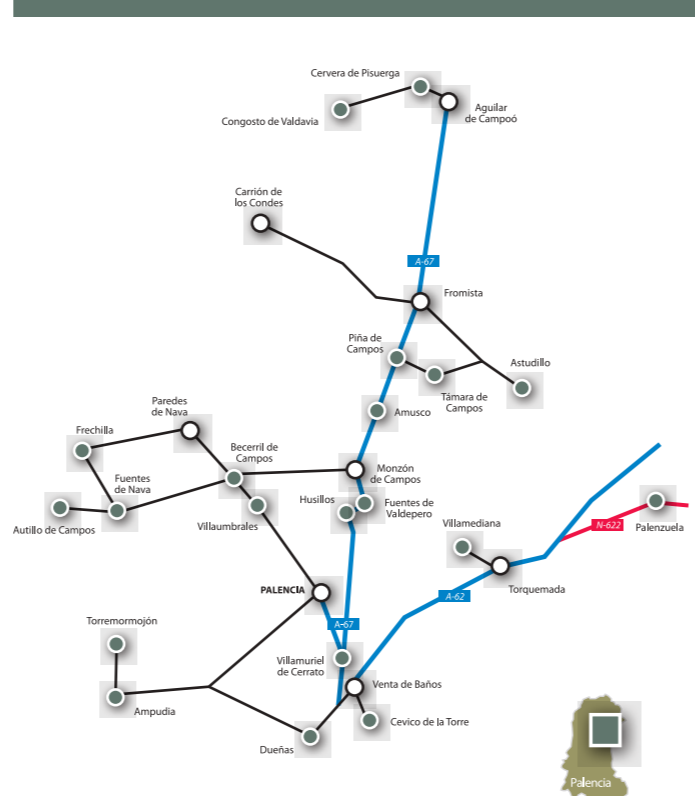 Cervera de Pisuerga
Aguilar
de Campoó
Congosto de Valdavia
Carrión de
los Condes
A-67
Fromista
Piña de
Campos
Astudillo
Támara de
Campos
Paredes
de Nava
Amusco
Frechilla
Becerril de
Campos
Monzón
de Campos
Fuentes
de Nava
Husillos
Fuentes de
Valdepero
Autillo de Campos
Villaumbrales
Villamediana
N-622
Palenzuela
PALENCIA
Torquemada
A-62
Torremormojón
A-67
Villamuriel
de Cerrato
Venta de Baños
Ampudia
Cevico de la Torre
Dueñas
Palencia